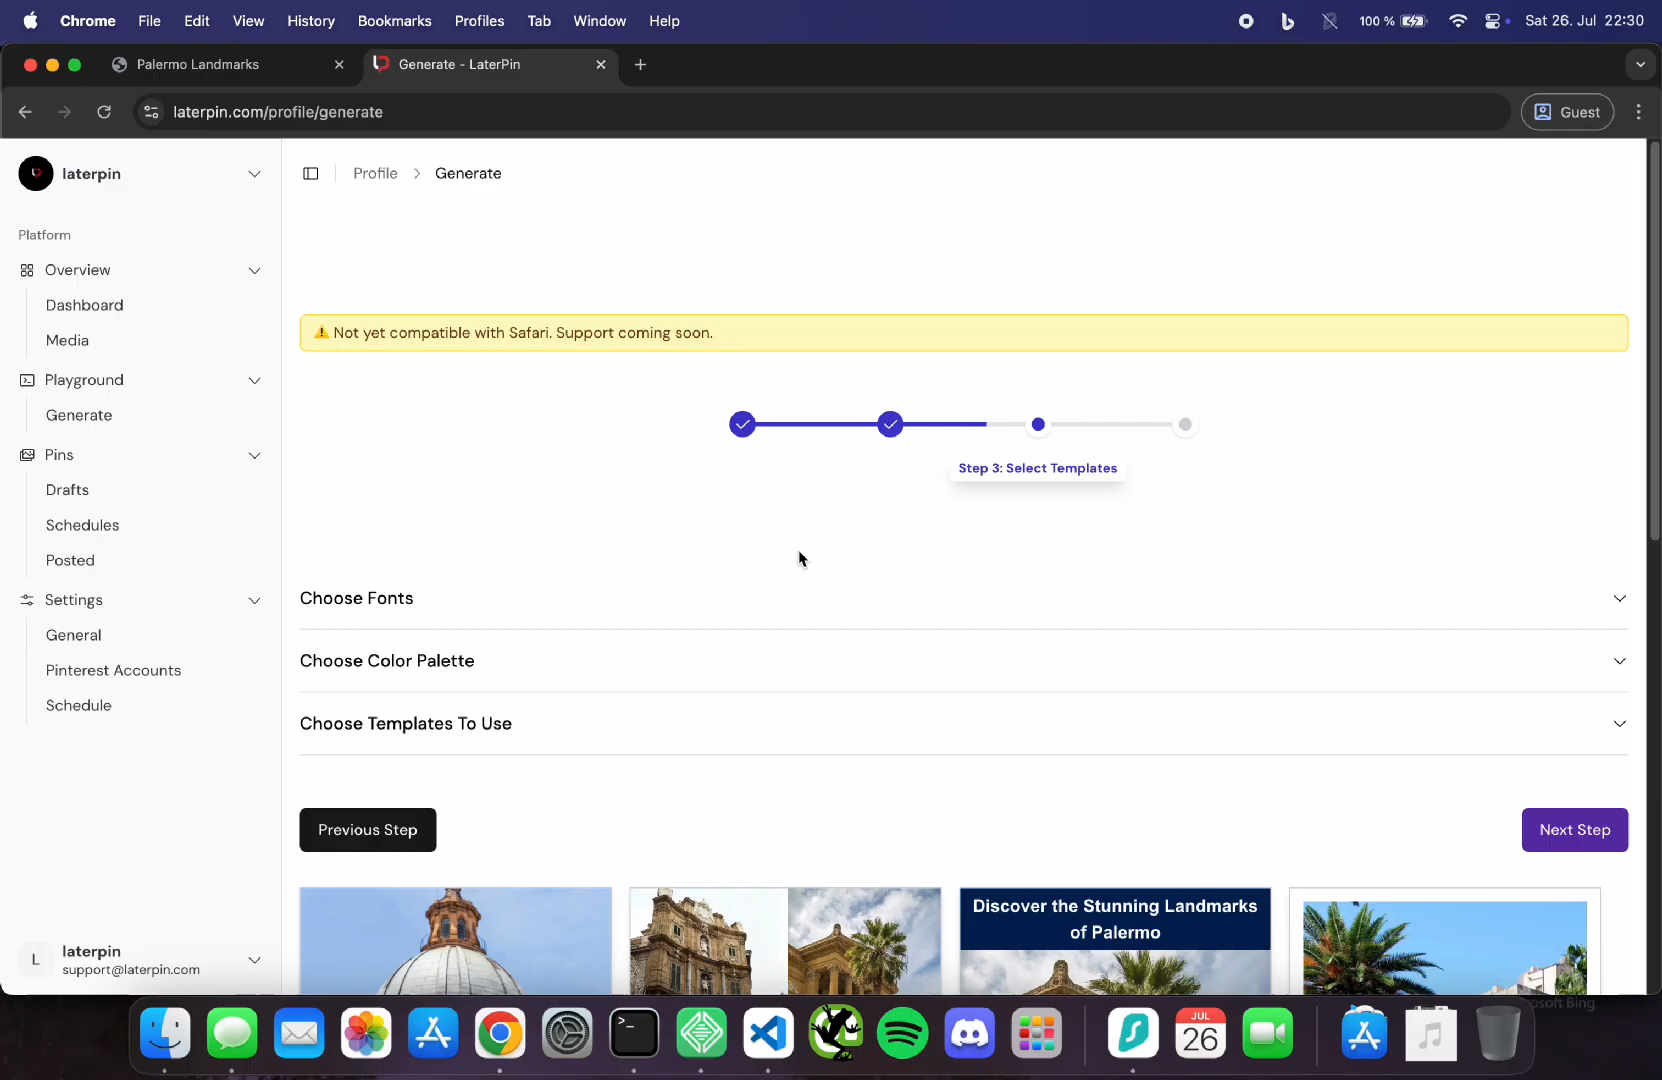 Chrome File Edit View History Bookmarks Profiles Tab Window Help 100 % Sat 26. Jul 22:30
Palermo Landmarks
Generate - LaterPin
laterpin.com/profile/generate
Guest
laterpin
Platform
Overview
Dashboard
Media
Playground
Generate
Pins
Drafts
Schedules
Posted
Settings
General
Pinterest Accounts
Schedule
L
laterpin
support@laterpin.com
Profile > Generate
Not yet compatible with Safari. Support coming soon.
Step 3: Select Templates
Choose Fonts
Choose Color Palette
Choose Templates To Use
Previous Step
Next Step
Discover the Stunning Landmarks
of Palermo
JUL
26